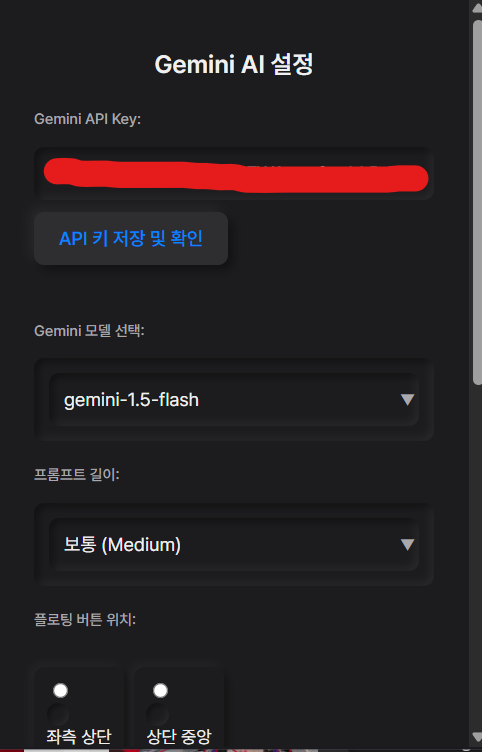 Gemini AI 설정
Gemini API Key:
API 키 저장 및 확인
Gemini 모델 선택:
gemini-1.5-flash
프롬프트 길이:
보통 (Medium)
플로팅 버튼 위치:
좌측 상단
상단 중앙